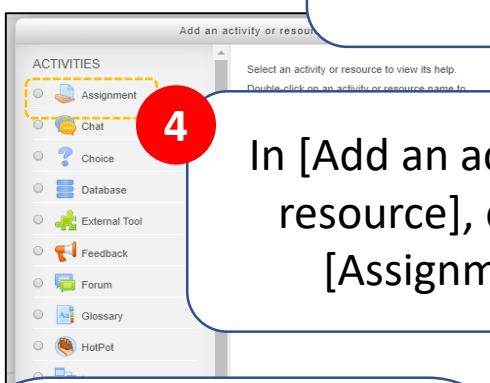 Add an activity or resour
ACTIVITIES
Select an activity or resource to view its help.
Double-click on an activity or resource name to
Assignment
Chat
Choice
Database
External Tool
Feedback
Forum
Glossary
HotPot
4
In [Add an ac
resource],
[Assignm